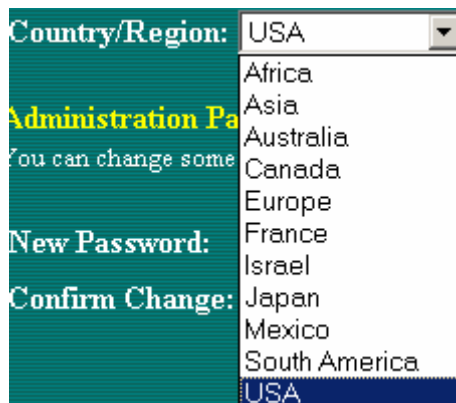 Country/Region: USA
Africa
Asia
Administration Pa
Australia
You can change some
Canada
Europe
New Password:
France
Israel
Confirm Change:
Japan
Mexico
South America
USA